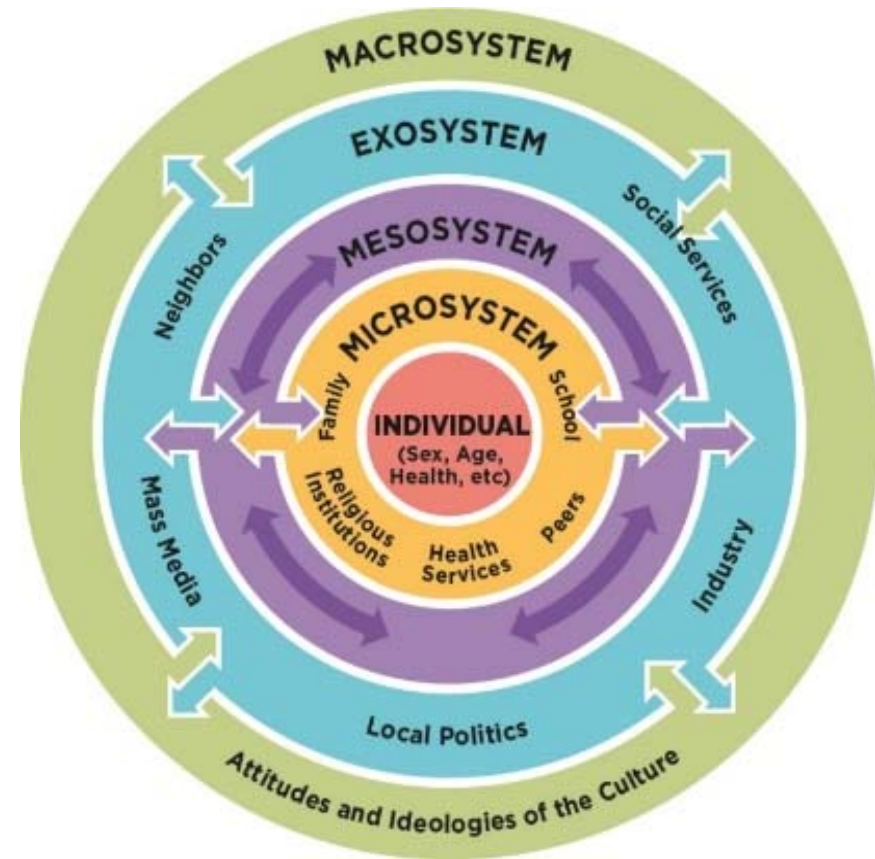 MACROSYSTEM
EXOSYSTEM
Social Services
Neighbors
MESOSYSTEM
MICROSYSTEM
Family
School
INDIVIDUAL
(Sex, Age,
Health, etc)
Religious
Institutions
Health
Services
Peers
Mass Media
Industry
Local Politics
Attitudes and Ideologies of the Culture